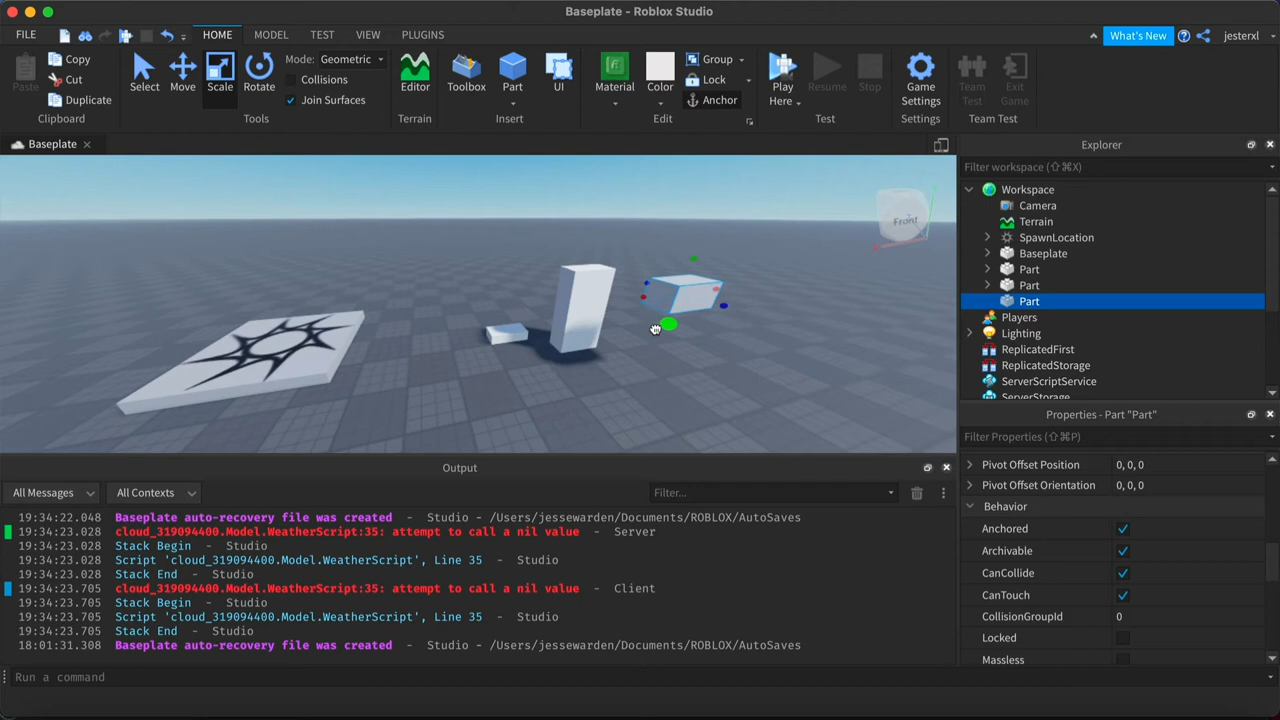 Baseplate - Roblox Studio
FILE HOME MODEL TEST VIEW PLUGINS What's New jesterxl
Paste
Copy
Cut
Duplicate
Clipboard
Select Move Scale Rotate
Mode: Geometric
Collisions
Join Surfaces
Tools
Editor
Terrain
Toolbox Part UI
Insert
Material Color
Group
Lock
Anchor
Edit
Play Here Resume Stop
Test
Game Settings
Settings
Team Test Exit Game
Team Test
Baseplate
Front
Explorer
Filter workspace (⇧⌘X)
Workspace
Camera
Terrain
SpawnLocation
Baseplate
Part
Part
Part
Players
Lighting
ReplicatedFirst
ReplicatedStorage
ServerScriptService
ServerStorage
Properties - Part "Part"
Filter Properties (⇧⌘P)
Pivot Offset Position 0, 0, 0
Pivot Offset Orientation 0, 0, 0
Behavior
Anchored
Archivable
CanCollide
CanTouch
CollisionGroupId 0
Locked
Massless
Output
All Messages All Contexts Filter...
19:34:22.048 Baseplate auto-recovery file was created - Studio - /Users/jessewarden/Documents/ROBLOX/AutoSaves
19:34:23.028 cloud_319094400.Model.WeatherScript:35: attempt to call a nil value - Server
19:34:23.028 Stack Begin - Studio
19:34:23.028 Script 'cloud_319094400.Model.WeatherScript', Line 35 - Studio
19:34:23.028 Stack End - Studio
19:34:23.705 cloud_319094400.Model.WeatherScript:35: attempt to call a nil value - Client
19:34:23.705 Stack Begin - Studio
19:34:23.705 Script 'cloud_319094400.Model.WeatherScript', Line 35 - Studio
19:34:23.705 Stack End - Studio
18:01:31.308 Baseplate auto-recovery file was created - Studio - /Users/jessewarden/Documents/ROBLOX/AutoSaves
Run a command